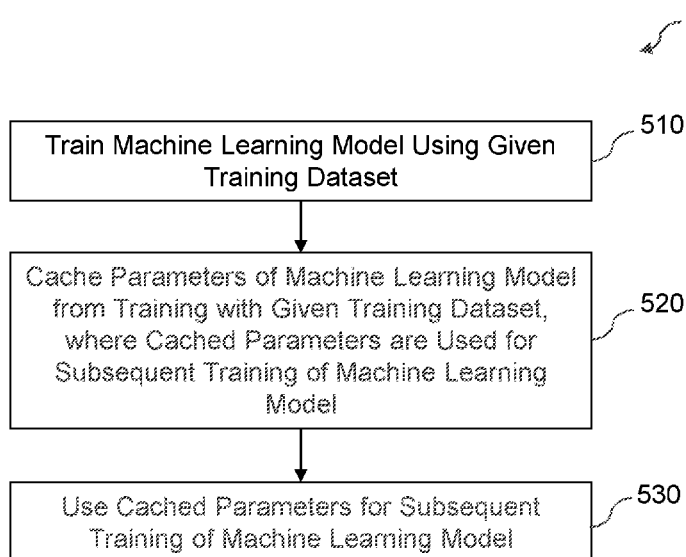 510
Train Machine Learning Model Using Given
Training Dataset
Cache Parameters of Machine Learning Model
from Training with Given Training Dataset,
where Cached Parameters are Used for
Subsequent Training of Machine Learning
Model
520
Use Cached Parameters for Subsequent
Training of Machine Learning Model
530